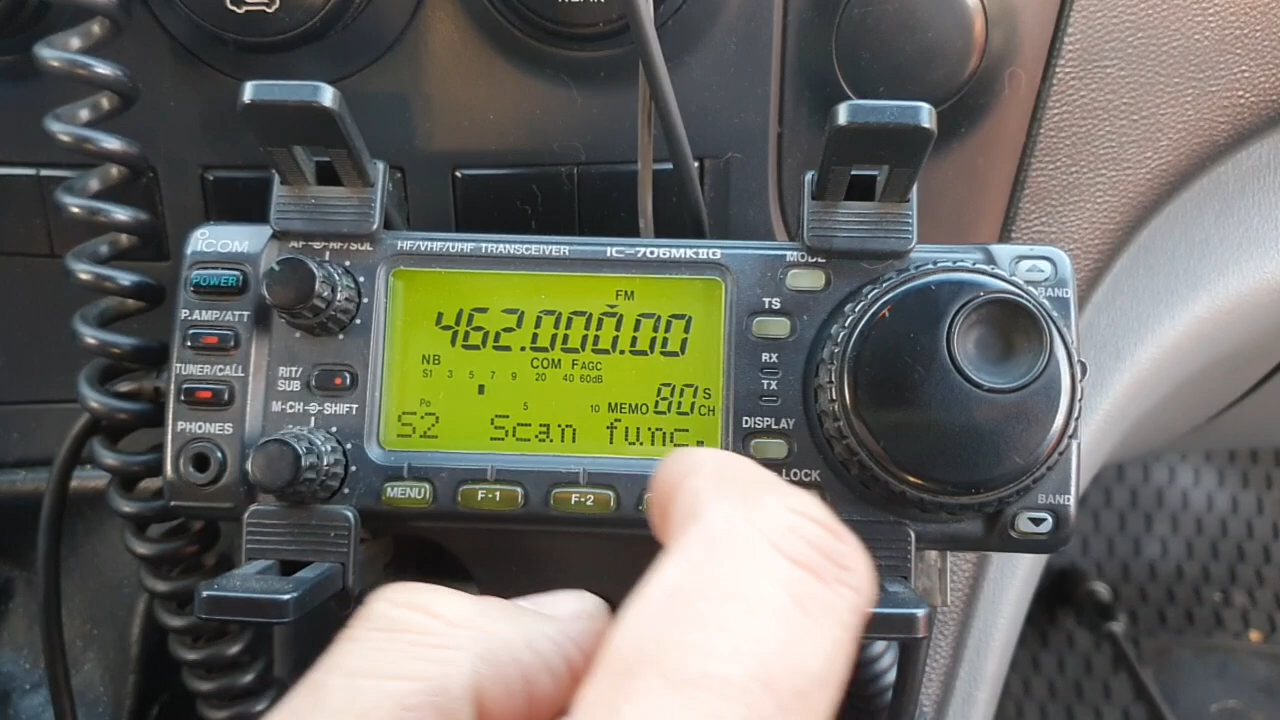 ICOM
AF RF/SQL
HF/VHF/UHF TRANSCEIVER
IC-706MKIIG
MODE
POWER
BAND
FM
TS
P.AMP/ATT
462.000.00
NB
COM FAGC
RX
S1 3 5 7 9 20 40 60dB
TUNER/CALL
RIT/
SUB
TX
Po 5 10
MEMO 80 S
CH
M-CH SHIFT
PHONES
S2 Scan func.
DISPLAY
LOCK
MENU
F-1
F-2
BAND